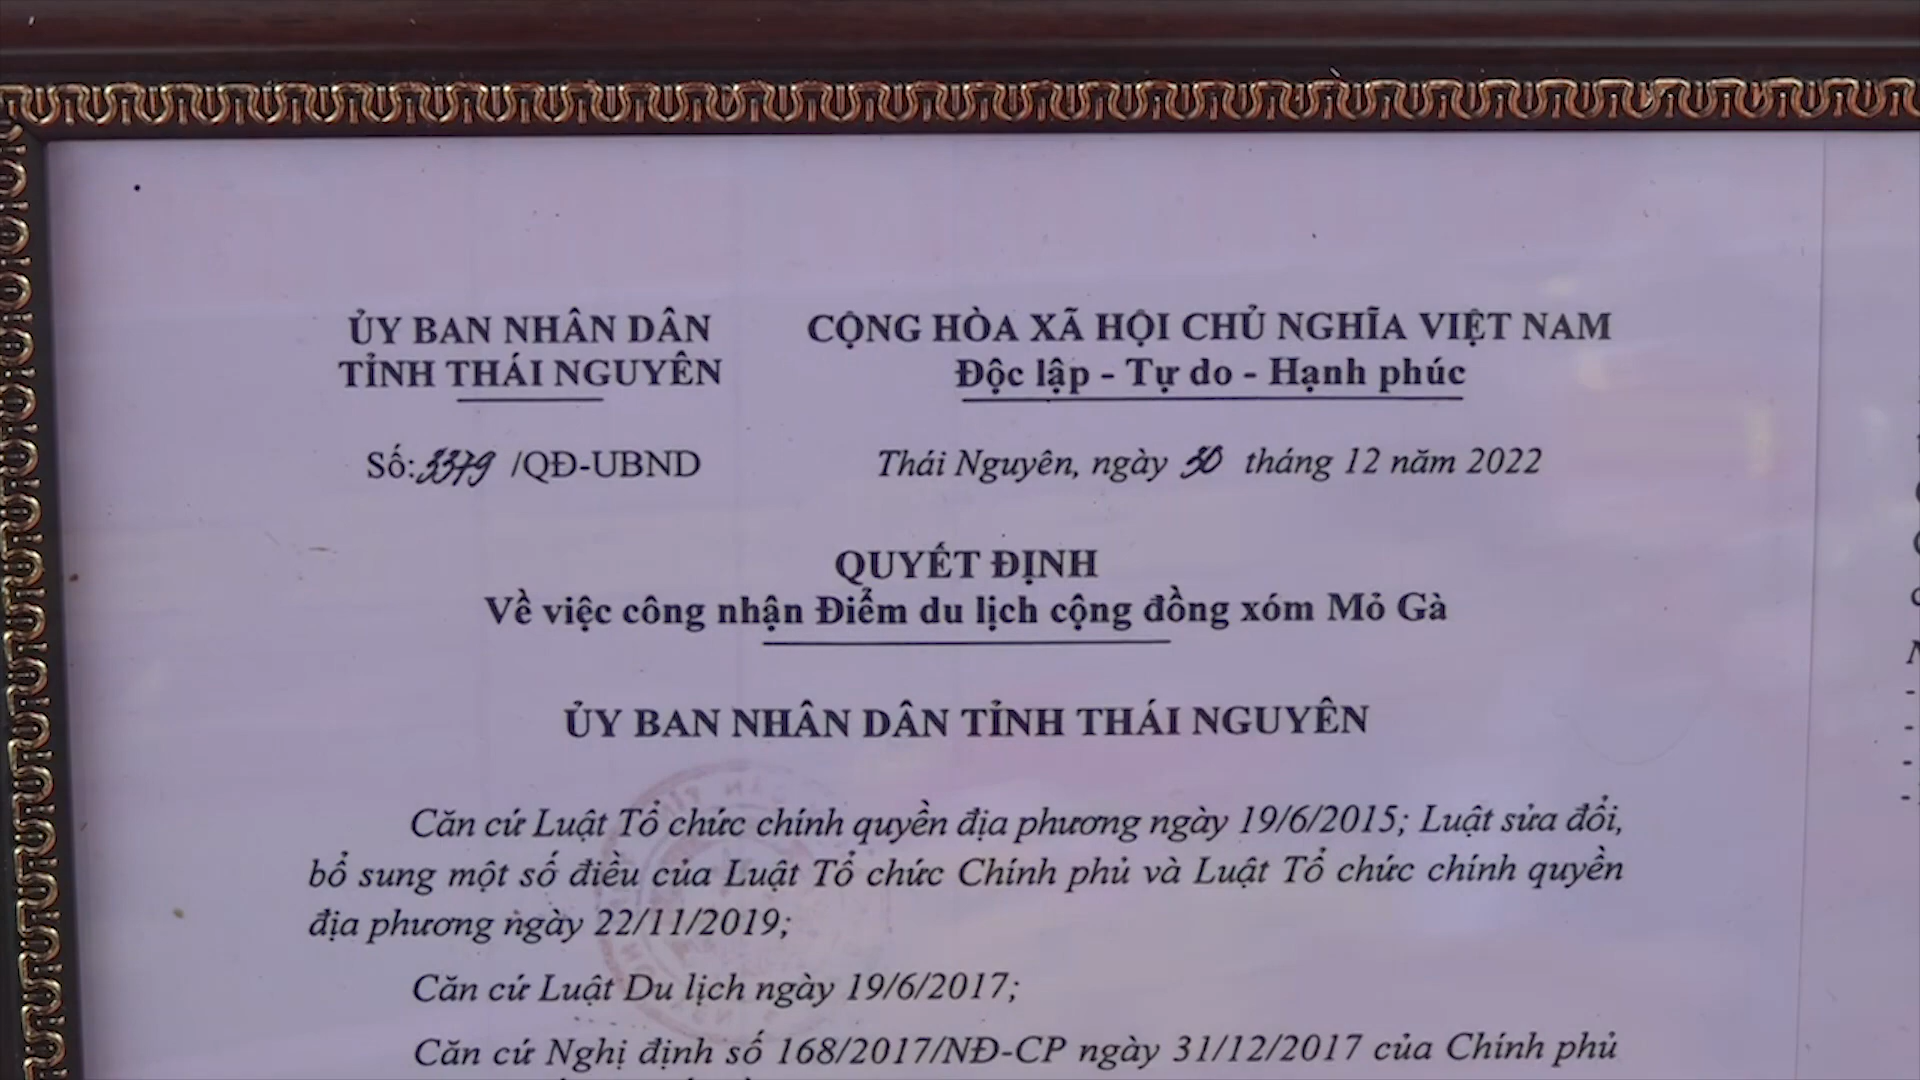 ỦY BAN NHÂN DÂN
TỈNH THÁI NGUYÊN
CỘNG HÒA XÃ HỘI CHỦ NGHĨA VIỆT NAM
Độc lập - Tự do - Hạnh phúc
Số: 3379 /QĐ-UBND
Thái Nguyên, ngày 30 tháng 12 năm 2022
QUYẾT ĐỊNH
Về việc công nhận Điểm du lịch cộng đồng xóm Mỏ Gà
ỦY BAN NHÂN DÂN TỈNH THÁI NGUYÊN
Căn cứ Luật Tổ chức chính quyền địa phương ngày 19/6/2015; Luật sửa đổi,
bổ sung một số điều của Luật Tổ chức Chính phủ và Luật Tổ chức chính quyền
địa phương ngày 22/11/2019;
Căn cứ Luật Du lịch ngày 19/6/2017;
Căn cứ Nghị định số 168/2017/NĐ-CP ngày 31/12/2017 của Chính phủ